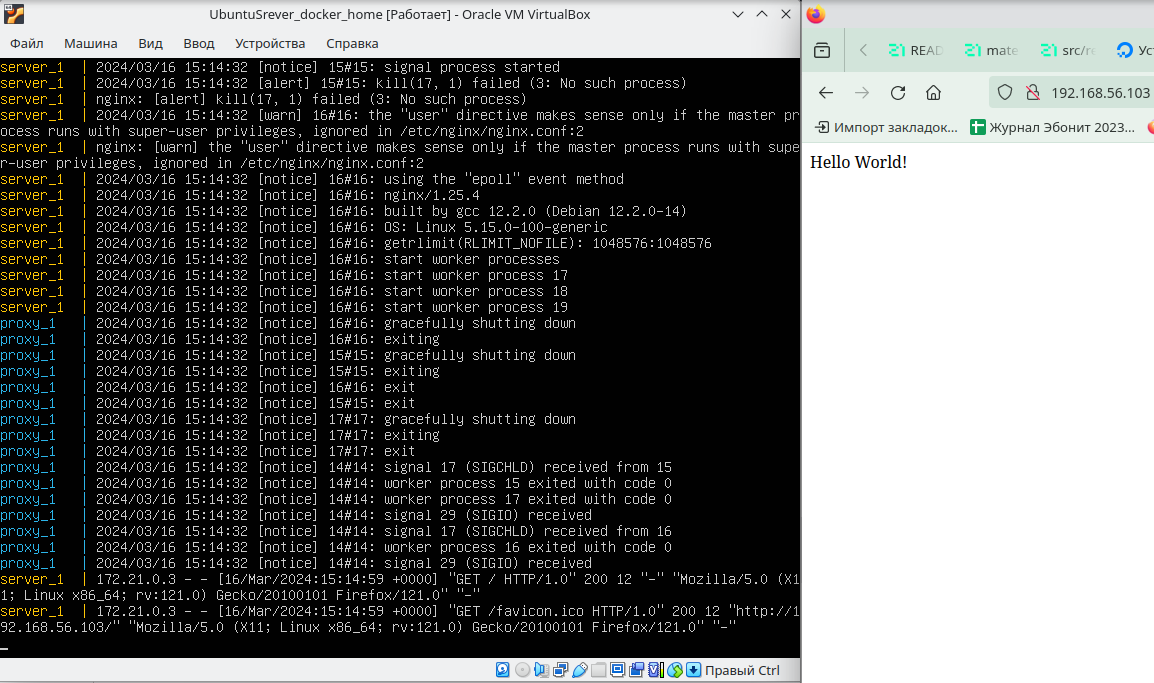 UbuntuSrever_docker_home [Работает] - Oracle VM VirtualBox
Файл Машина Вид Ввод Устройства Справка
server_1 | 2024/03/16 15:14:32 [notice] 15#15: signal process started
server_1 | 2024/03/16 15:14:32 [alert] 15#15: kill(17, 1) failed (3: No such process)
server_1 | nginx: [alert] kill(17, 1) failed (3: No such process)
server_1 | 2024/03/16 15:14:32 [warn] 16#16: the "user" directive makes sense only if the master pr
ocess runs with super-user privileges, ignored in /etc/nginx/nginx.conf:2
server_1 | nginx: [warn] the "user" directive makes sense only if the master process runs with supe
r-user privileges, ignored in /etc/nginx/nginx.conf:2
server_1 | 2024/03/16 15:14:32 [notice] 16#16: using the "epoll" event method
server_1 | 2024/03/16 15:14:32 [notice] 16#16: nginx/1.25.4
server_1 | 2024/03/16 15:14:32 [notice] 16#16: built by gcc 12.2.0 (Debian 12.2.0-14)
server_1 | 2024/03/16 15:14:32 [notice] 16#16: OS: Linux 5.15.0-100-generic
server_1 | 2024/03/16 15:14:32 [notice] 16#16: getrlimit(RLIMIT_NOFILE): 1048576:1048576
server_1 | 2024/03/16 15:14:32 [notice] 16#16: start worker processes
server_1 | 2024/03/16 15:14:32 [notice] 16#16: start worker process 17
server_1 | 2024/03/16 15:14:32 [notice] 16#16: start worker process 18
server_1 | 2024/03/16 15:14:32 [notice] 16#16: start worker process 19
proxy_1 | 2024/03/16 15:14:32 [notice] 16#16: gracefully shutting down
proxy_1 | 2024/03/16 15:14:32 [notice] 16#16: exiting
proxy_1 | 2024/03/16 15:14:32 [notice] 15#15: gracefully shutting down
proxy_1 | 2024/03/16 15:14:32 [notice] 15#15: exiting
proxy_1 | 2024/03/16 15:14:32 [notice] 16#16: exit
proxy_1 | 2024/03/16 15:14:32 [notice] 15#15: exit
proxy_1 | 2024/03/16 15:14:32 [notice] 17#17: gracefully shutting down
proxy_1 | 2024/03/16 15:14:32 [notice] 17#17: exiting
proxy_1 | 2024/03/16 15:14:32 [notice] 17#17: exit
proxy_1 | 2024/03/16 15:14:32 [notice] 14#14: signal 17 (SIGCHLD) received from 15
proxy_1 | 2024/03/16 15:14:32 [notice] 14#14: worker process 15 exited with code 0
proxy_1 | 2024/03/16 15:14:32 [notice] 14#14: worker process 17 exited with code 0
proxy_1 | 2024/03/16 15:14:32 [notice] 14#14: signal 29 (SIGIO) received
proxy_1 | 2024/03/16 15:14:32 [notice] 14#14: signal 17 (SIGCHLD) received from 16
proxy_1 | 2024/03/16 15:14:32 [notice] 14#14: worker process 16 exited with code 0
proxy_1 | 2024/03/16 15:14:32 [notice] 14#14: signal 29 (SIGIO) received
server_1 | 172.21.0.3 - - [16/Mar/2024:15:14:59 +0000] "GET / HTTP/1.0" 200 12 "-" "Mozilla/5.0 (X1
1; Linux x86_64; rv:121.0) Gecko/20100101 Firefox/121.0" "-"
server_1 | 172.21.0.3 - - [16/Mar/2024:15:14:59 +0000] "GET /favicon.ico HTTP/1.0" 200 12 "http://1
92.168.56.103/" "Mozilla/5.0 (X11; Linux x86_64; rv:121.0) Gecko/20100101 Firefox/121.0" "-"
Правый Ctrl
READ mate src/re Ус
192.168.56.103
Импорт закладок... Журнал Эбонит 2023...
Hello World!